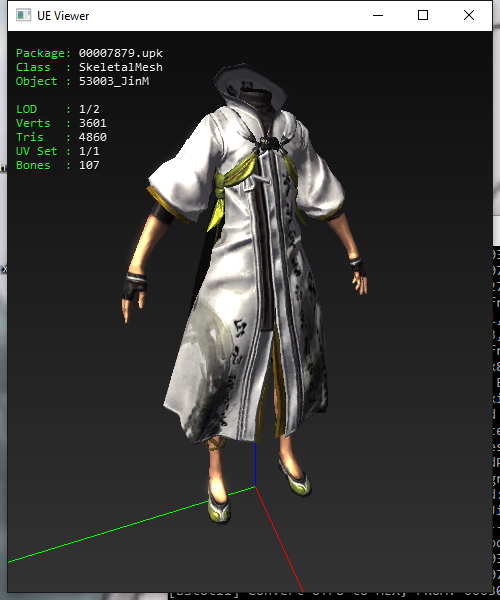 UE Viewer
Package: 00007879.upk
Class : SkeletalMesh
Object : 53003_JinM
LOD : 1/2
Verts : 3601
Tris : 4860
UV Set : 1/1
Bones : 107